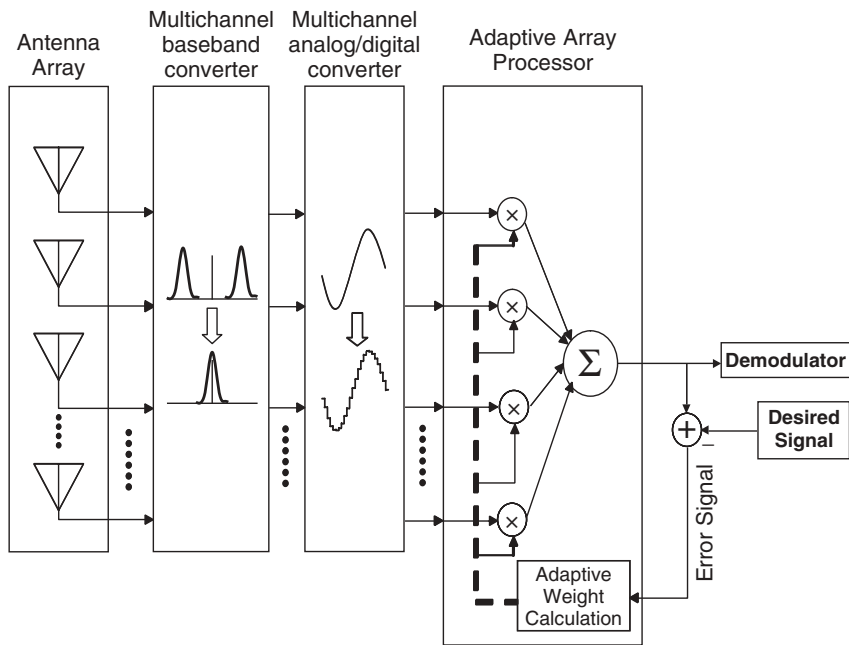 Antenna
Array
Multichannel
baseband
converter
Multichannel
analog/digital
converter
Adaptive Array
Processor
×
×
×
×
Σ
Demodulator
+
–
Desired
Signal
Error Signal
Adaptive
Weight
Calculation